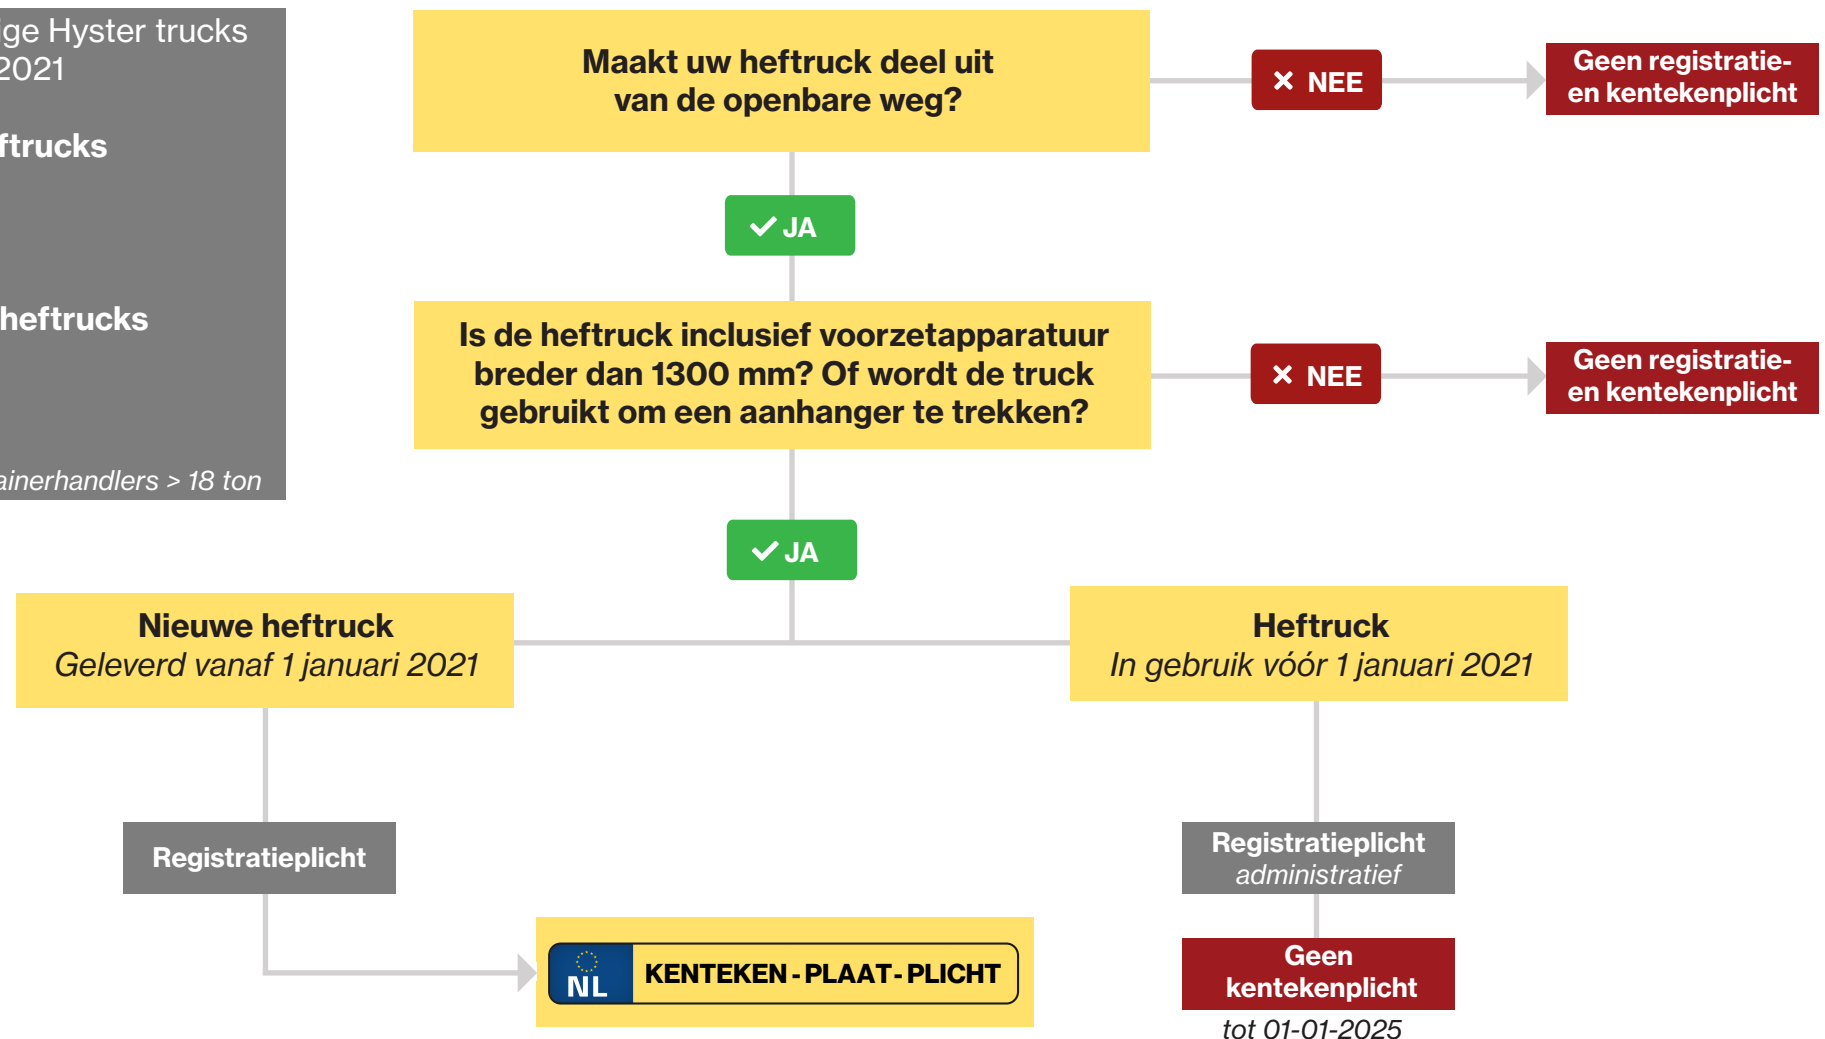 ige Hyster trucks
2021
ftrucks
heftrucks
ainerhandlers > 18 ton
Maakt uw heftruck deel uit
van de openbare weg?
NEE
Geen registratie-
en kentekenplicht
JA
Is de heftruck inclusief voorzetapparatuur
breder dan 1300 mm? Of wordt de truck
gebruikt om een aanhanger te trekken?
NEE
Geen registratie-
en kentekenplicht
JA
Nieuwe heftruck
Geleverd vanaf 1 januari 2021
Heftruck
In gebruik vóór 1 januari 2021
Registratieplicht
Registratieplicht
administratief
NL KENTEKEN - PLAAT - PLICHT
Geen
kentekenplicht
tot 01-01-2025